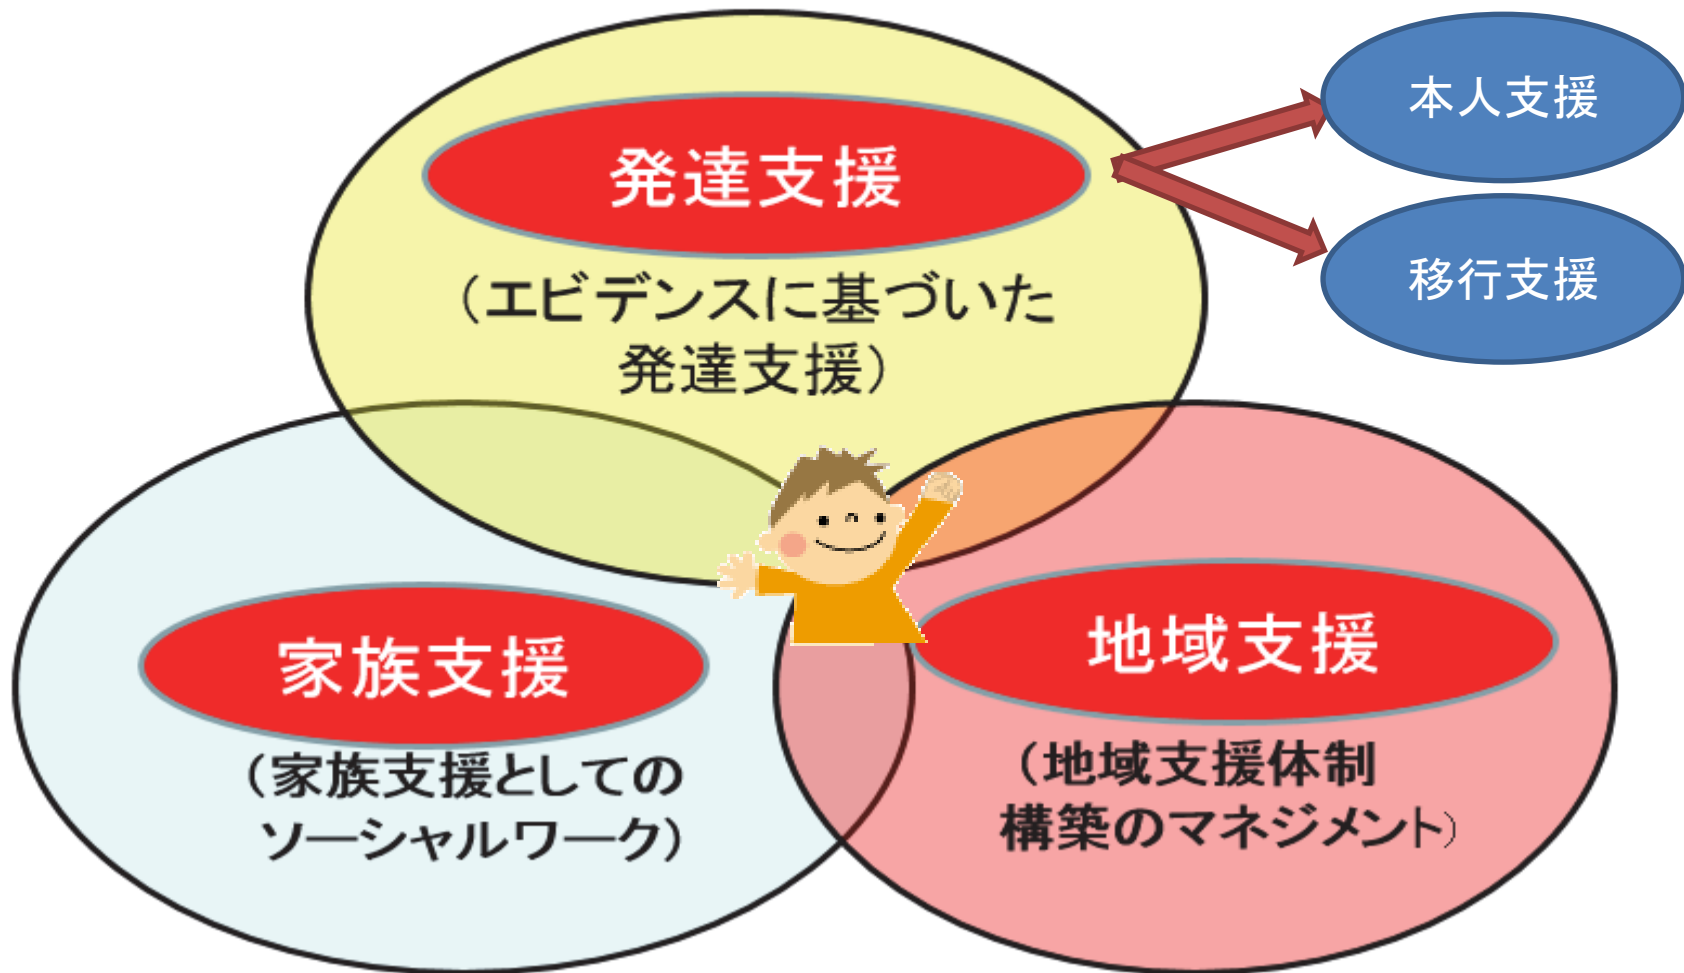 発達支援
(エビデンスに基づいた
発達支援)
本人支援
移行支援
家族支援
(家族支援としての
ソーシャルワーク)
地域支援
(地域支援体制
構築のマネジメント)